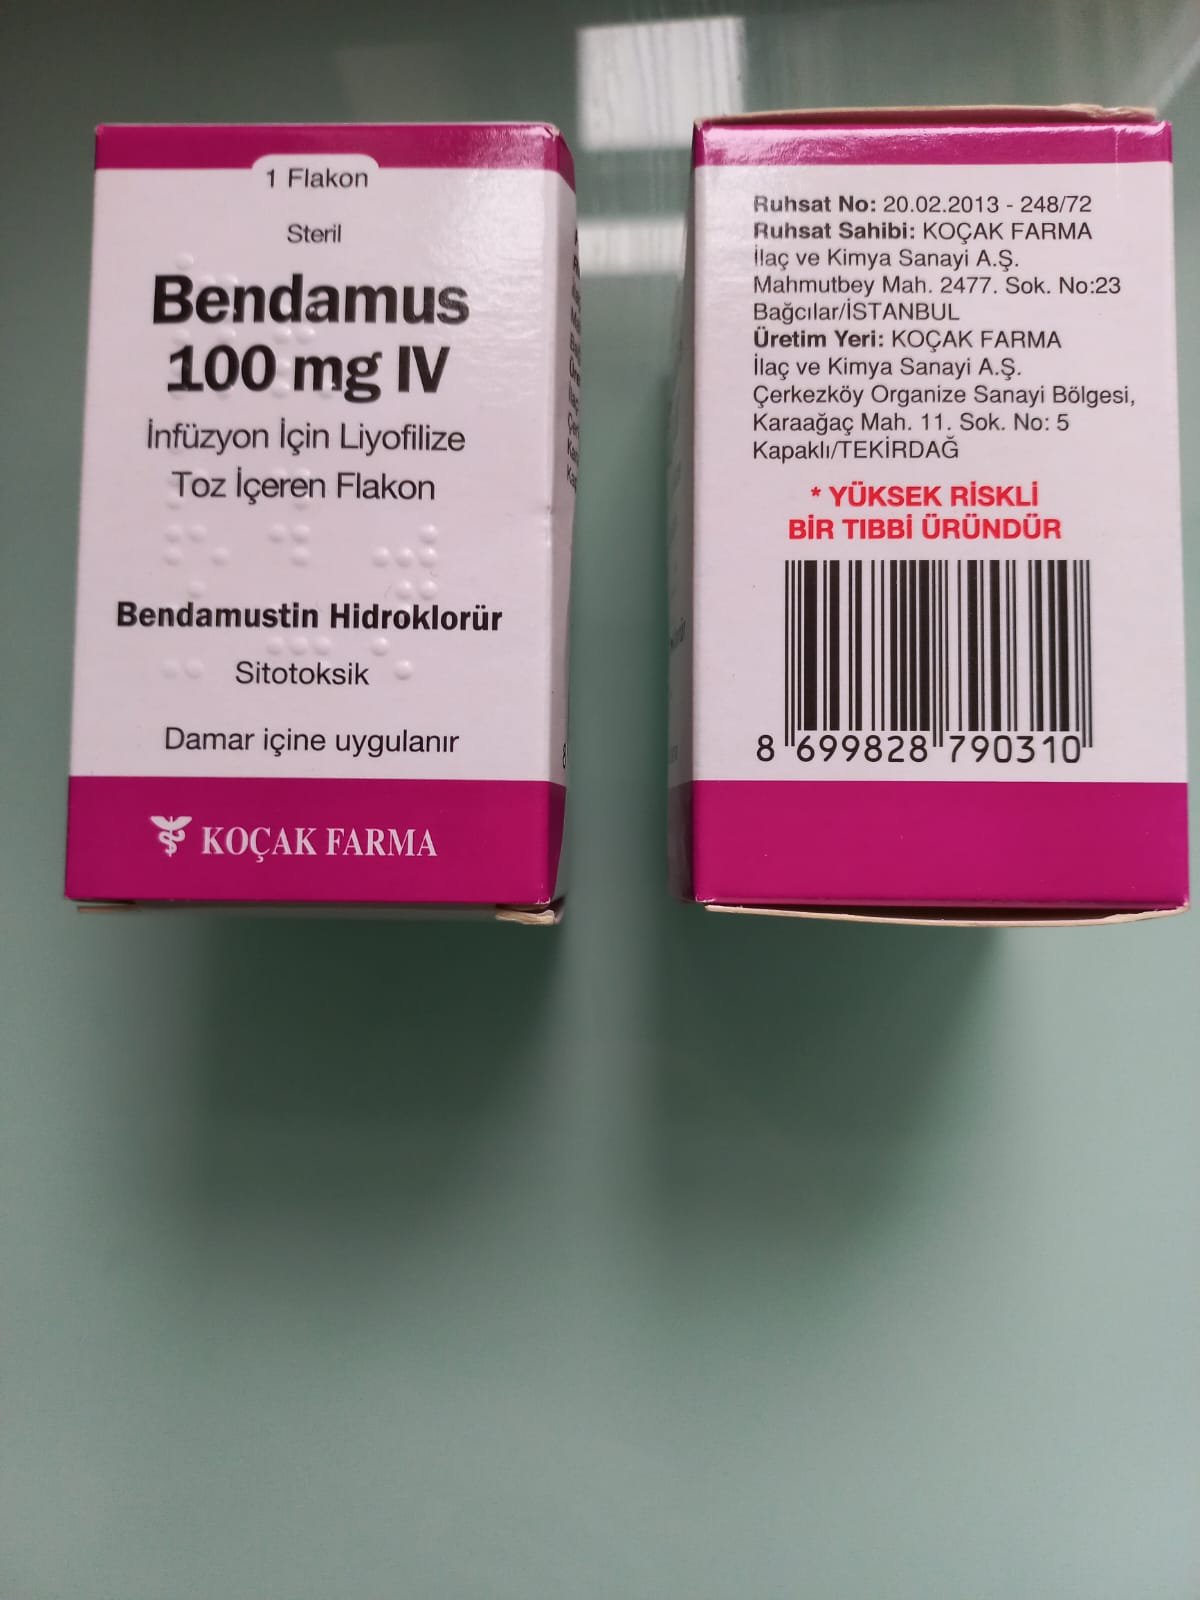 1 Flakon
Steril
Bendamus
100 mg IV
İnfüzyon İçin Liyofilize
Toz İçeren Flakon
Bendamustin Hidroklorür
Sitotoksik
Damar içine uygulanır
KOÇAK FARMA
Ruhsat No: 20.02.2013 - 248/72
Ruhsat Sahibi: KOÇAK FARMA
İlaç ve Kimya Sanayi A.Ş.
Mahmutbey Mah. 2477. Sok. No:23
Bağcılar/İSTANBUL
Üretim Yeri: KOÇAK FARMA
İlaç ve Kimya Sanayi A.Ş.
Çerkezköy Organize Sanayi Bölgesi,
Karaağaç Mah. 11. Sok. No: 5
Kapaklı/TEKİRDAĞ
* YÜKSEK RİSKLİ
BİR TIBBİ ÜRÜNDÜR
8 699828 790310